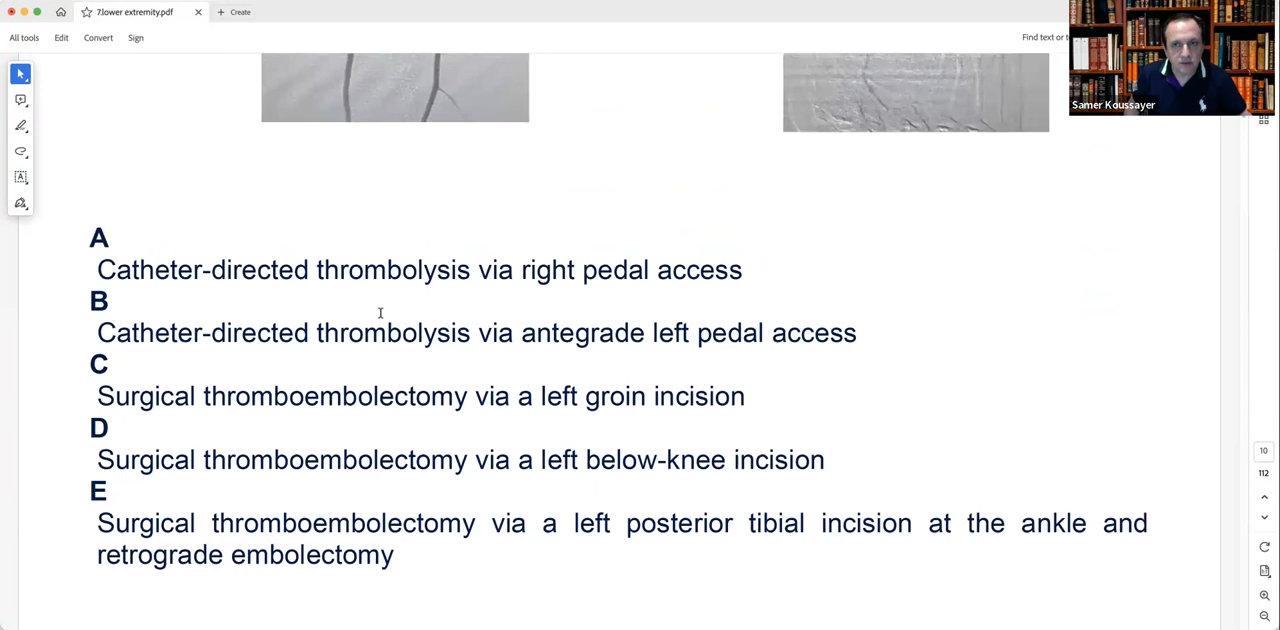 7.lower extremity.pdf
Create
All tools
Edit
Convert
Sign
Find text or t
Samer Koussayer
A
Catheter-directed thrombolysis via right pedal access
B
Catheter-directed thrombolysis via antegrade left pedal access
C
Surgical thromboembolectomy via a left groin incision
D
Surgical thromboembolectomy via a left below-knee incision
E
Surgical thromboembolectomy via a left posterior tibial incision at the ankle and
retrograde embolectomy
10
112